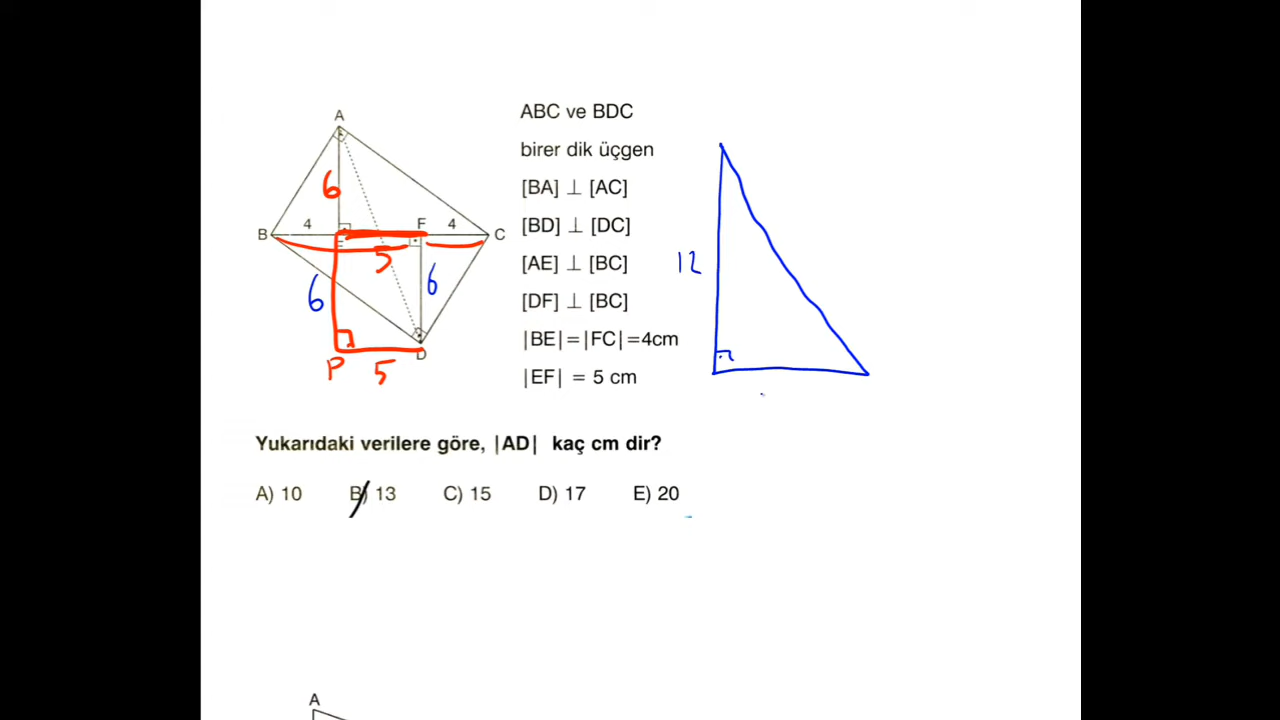 A
ABC ve BDC
birer dik üçgen
[BA] ⊥ [AC]
6
[BD] ⊥ [DC]
B 4 E F 4 C
5
[AE] ⊥ [BC]
12
6
6
[DF] ⊥ [BC]
|BE|=|FC|=4cm
P 5 D
|EF| = 5 cm
Yukarıdaki verilere göre, |AD| kaç cm dir?
A) 10 B) 13 C) 15 D) 17 E) 20
A